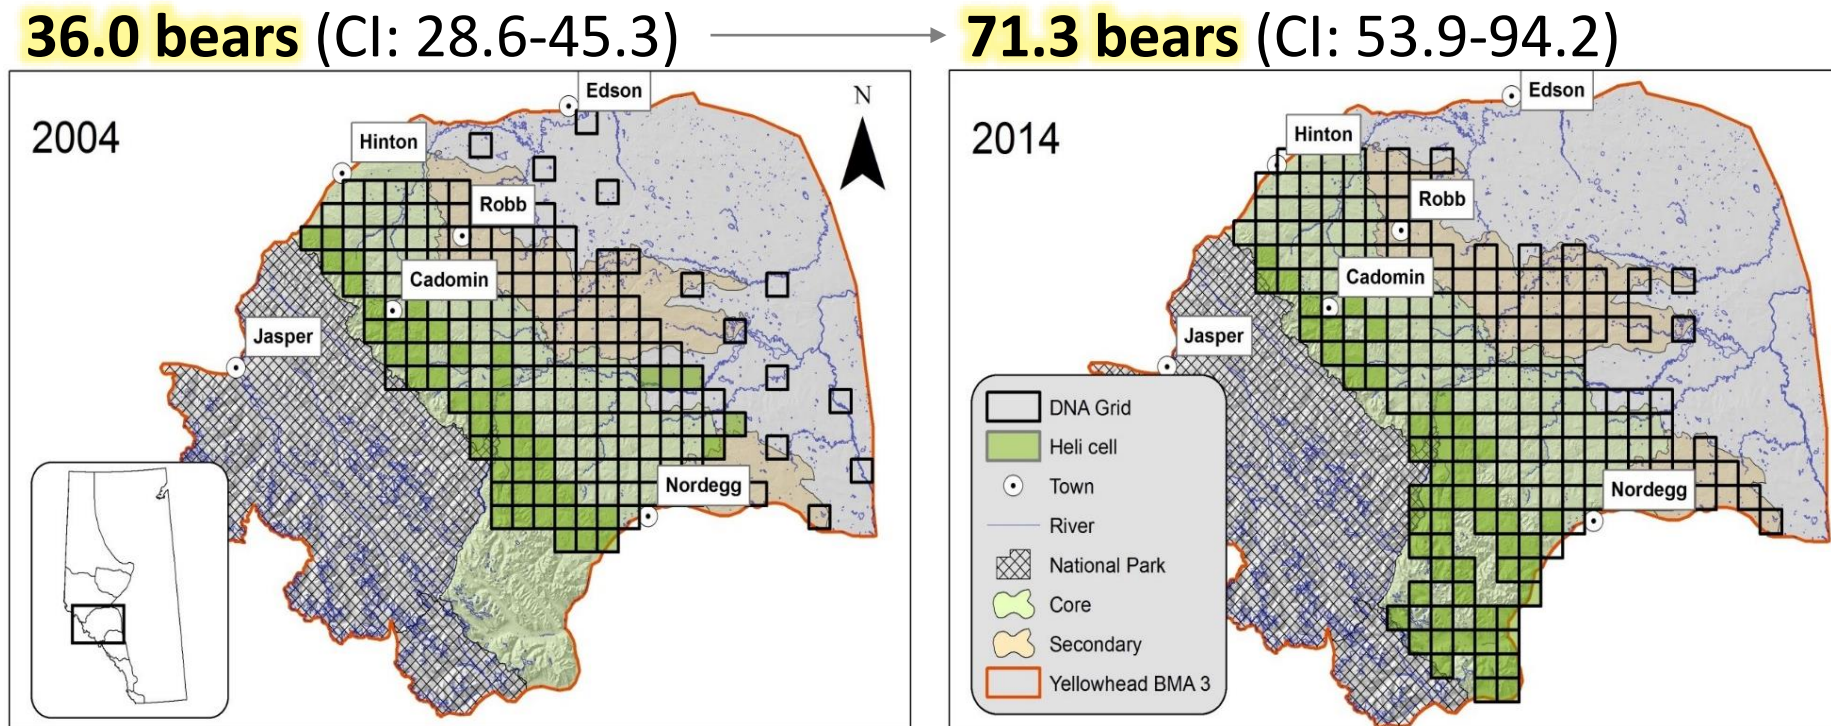 36.0 bears (CI: 28.6-45.3)
71.3 bears (CI: 53.9-94.2)
2004
Edson
N
Hinton
Robb
Cadomin
Jasper
Nordegg
2014
Edson
Hinton
Robb
Cadomin
Jasper
Nordegg
DNA Grid
Heli cell
Town
River
National Park
Core
Secondary
Yellowhead BMA 3